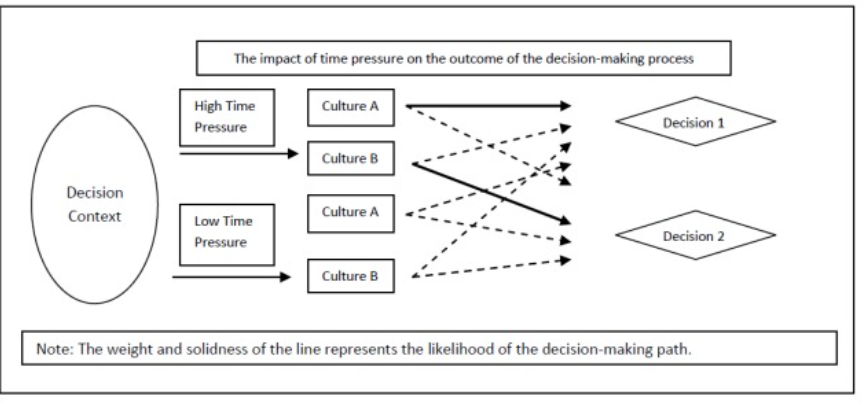 The impact of time pressure on the outcome of the decision-making process
High Time
Pressure
Culture A
Decision 1
Culture B
Decision
Context
Culture A
Low Time
Pressure
Decision 2
Culture B
Note: The weight and solidness of the line represents the likelihood of the decision-making path.